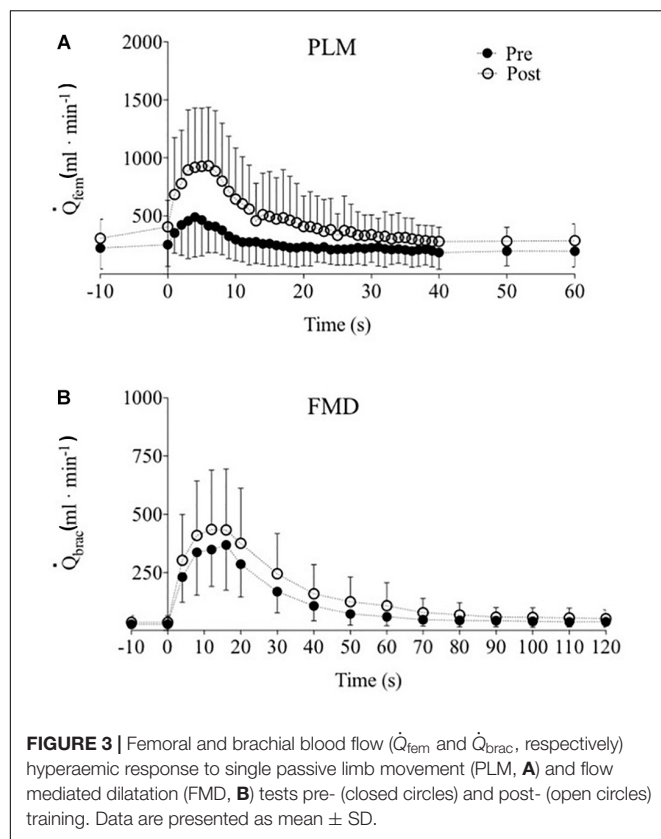 A
PLM
Pre
Post
2000
1500
1000
500
Q̇fem(ml · min-1)
-10 0 10 20 30 40 50 60
Time (s)
B
FMD
1000
750
500
250
Q̇brac(ml · min-1)
-10 0 10 20 30 40 50 60 70 80 90 100 110 120
Time (s)
FIGURE 3 | Femoral and brachial blood flow (Q̇fem and Q̇brac, respectively)
hyperaemic response to single passive limb movement (PLM, A) and flow
mediated dilatation (FMD, B) tests pre- (closed circles) and post- (open circles)
training. Data are presented as mean ± SD.